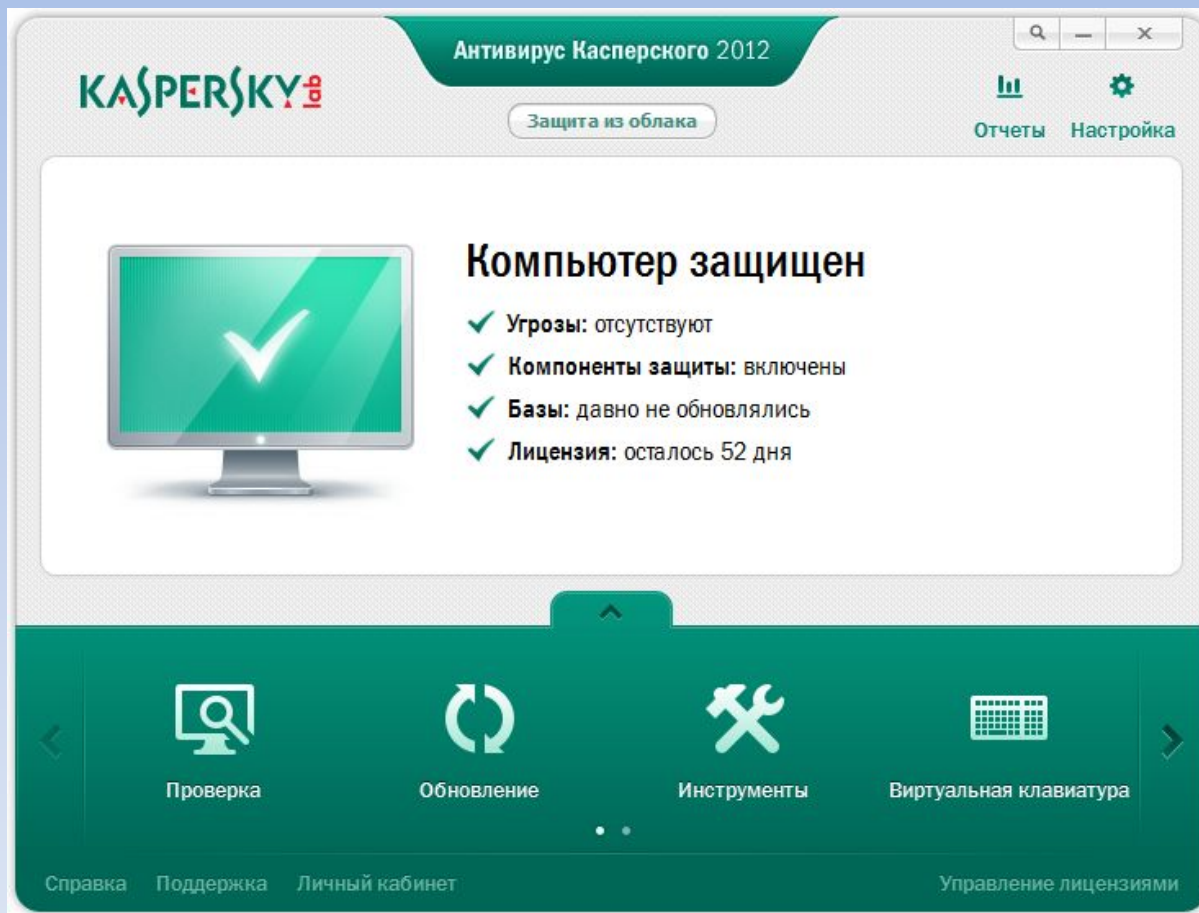 Антивирус Касперского 2012
KASPERSKY lab
Защита из облака
Отчеты Настройка
Компьютер защищен
Угрозы: отсутствуют
Компоненты защиты: включены
Базы: давно не обновлялись
Лицензия: осталось 52 дня
Проверка Обновление Инструменты Виртуальная клавиатура
Справка Поддержка Личный кабинет Управление лицензиями